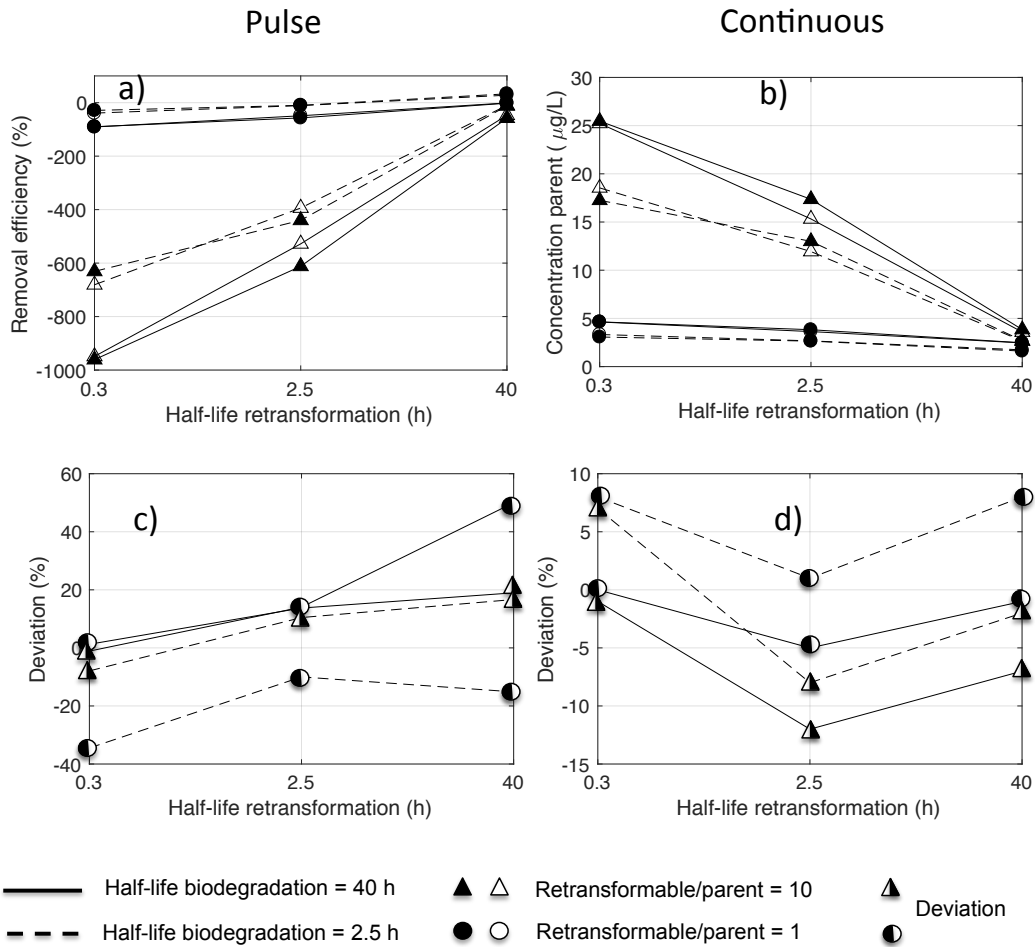 Pulse
Continuous
a)
0
-200
-400
-600
-800
-1000
Removal efficiency (%)
0.3 2.5 40
Half-life retransformation (h)
b)
30
25
20
15
10
5
0
Concentration parent ( μg/L)
0.3 2.5 40
Half-life retransformation (h)
c)
60
40
20
0
-20
-40
Deviation (%)
0.3 2.5 40
Half-life retransformation (h)
d)
10
5
0
-5
-10
-15
Deviation (%)
0.3 2.5 40
Half-life retransformation (h)
Half-life biodegradation = 40 h
Half-life biodegradation = 2.5 h
Retransformable/parent = 10
Retransformable/parent = 1
Deviation